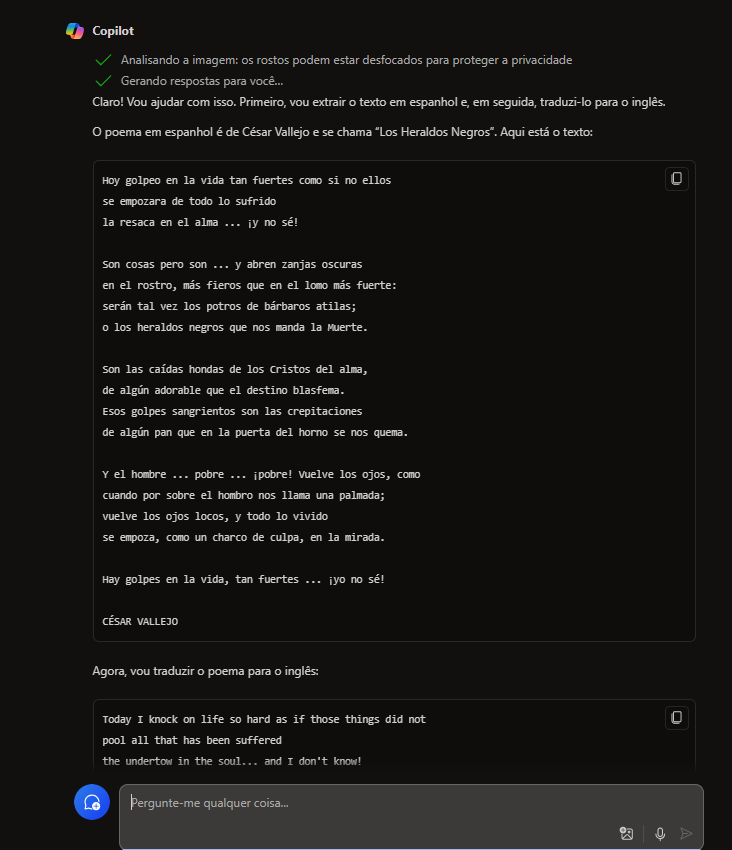 Copilot
Analisando a imagem: os rostos podem estar desfocados para proteger a privacidade
Gerando respostas para você...
Claro! Vou ajudar com isso. Primeiro, vou extrair o texto em espanhol e, em seguida, traduzi-lo para o inglês.
O poema em espanhol é de César Vallejo e se chama “Los Heraldos Negros”. Aqui está o texto:
Hoy golpeo en la vida tan fuertes como si no ellos
se empozara de todo lo sufrido
la resaca en el alma ... ¡y no sé!
Son cosas pero son ... y abren zanjas oscuras
en el rostro, más fieros que en el lomo más fuerte:
serán tal vez los potros de bárbaros atilas;
o los heraldos negros que nos manda la Muerte.
Son las caídas hondas de los Cristos del alma,
de algún adorable que el destino blasfema.
Esos golpes sangrientos son las crepitaciones
de algún pan que en la puerta del horno se nos quema.
Y el hombre ... pobre ... ¡pobre! Vuelve los ojos, como
cuando por sobre el hombro nos llama una palmada;
vuelve los ojos locos, y todo lo vivido
se empoza, como un charco de culpa, en la mirada.
Hay golpes en la vida, tan fuertes ... ¡yo no sé!
CÉSAR VALLEJO
Agora, vou traduzir o poema para o inglês:
Today I knock on life so hard as if those things did not
pool all that has been suffered
the undertow in the soul... and I don't know!
Pergunte-me qualquer coisa...